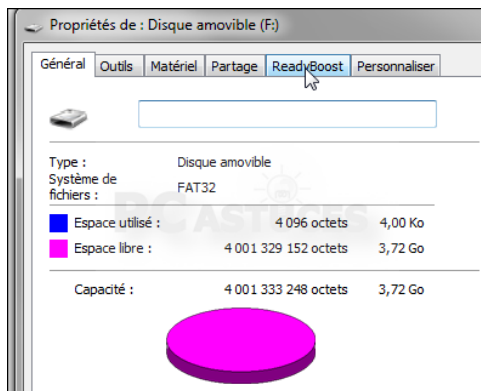 Propriétés de : Disque amovible (F:)
Général Outils Matériel Partage ReadyBoost Personnaliser
Type : Disque amovible
Système de
fichiers : FAT32
PC ASTUCES
Espace utilisé : 4 096 octets 4,00 Ko
Espace libre : 4 001 329 152 octets 3,72 Go
Capacité : 4 001 333 248 octets 3,72 Go